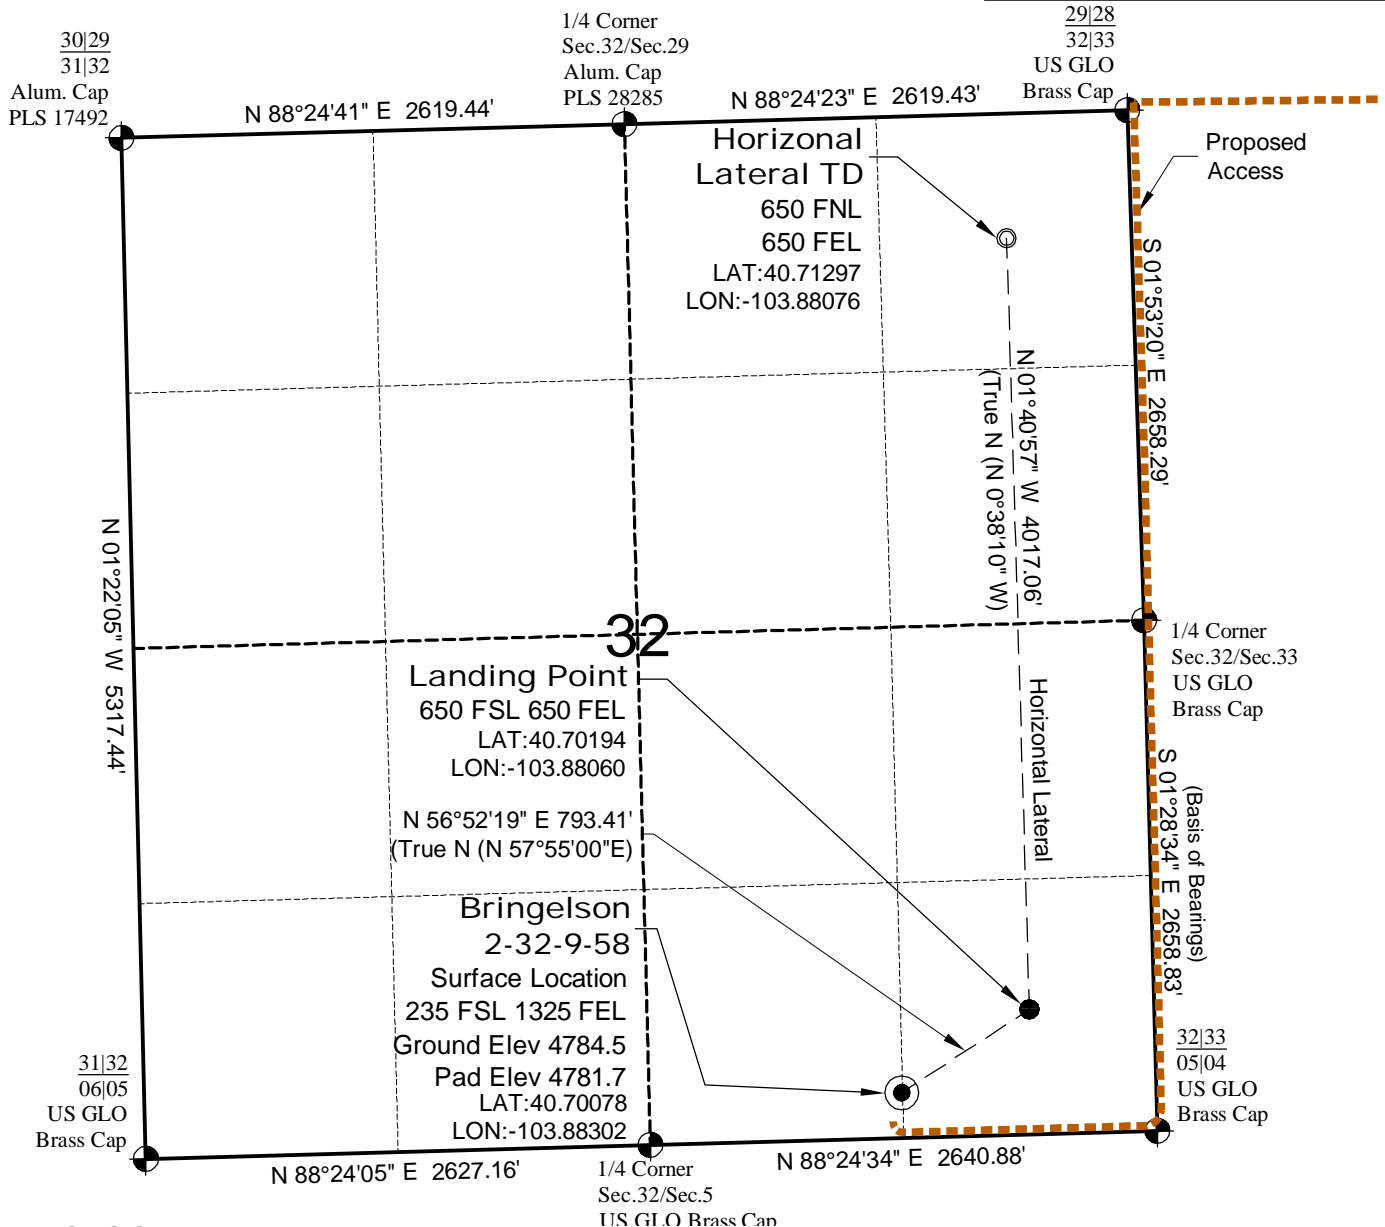 30|29
31|32
Alum. Cap
PLS 17492
1/4 Corner
Sec.32/Sec.29
Alum. Cap
PLS 28285
29|28
32|33
US GLO
Brass Cap
N 88°24'41" E 2619.44'
N 88°24'23" E 2619.43'
Horizonal
Lateral TD
650 FNL
650 FEL
LAT:40.71297
LON:-103.88076
Proposed
Access
S 01°53'20" E 2658.29'
N 01°40'57" W 4017.06'
(True N (N 0°38'10" W)
N 01°22'05" W 5317.44'
32
1/4 Corner
Sec.32/Sec.33
US GLO
Brass Cap
Landing Point
650 FSL 650 FEL
LAT:40.70194
LON:-103.88060
Horizontal Lateral
N 56°52'19" E 793.41'
(True N (N 57°55'00"E)
(Basis of Bearings)
S 01°28'34" E 2658.83'
Bringelson
2-32-9-58
Surface Location
235 FSL 1325 FEL
Ground Elev 4784.5
Pad Elev 4781.7
LAT:40.70078
LON:-103.88302
31|32
06|05
US GLO
Brass Cap
32|33
05|04
US GLO
Brass Cap
N 88°24'05" E 2627.16'
N 88°24'34" E 2640.88'
1/4 Corner
Sec.32/Sec.5
US GLO Brass Cap